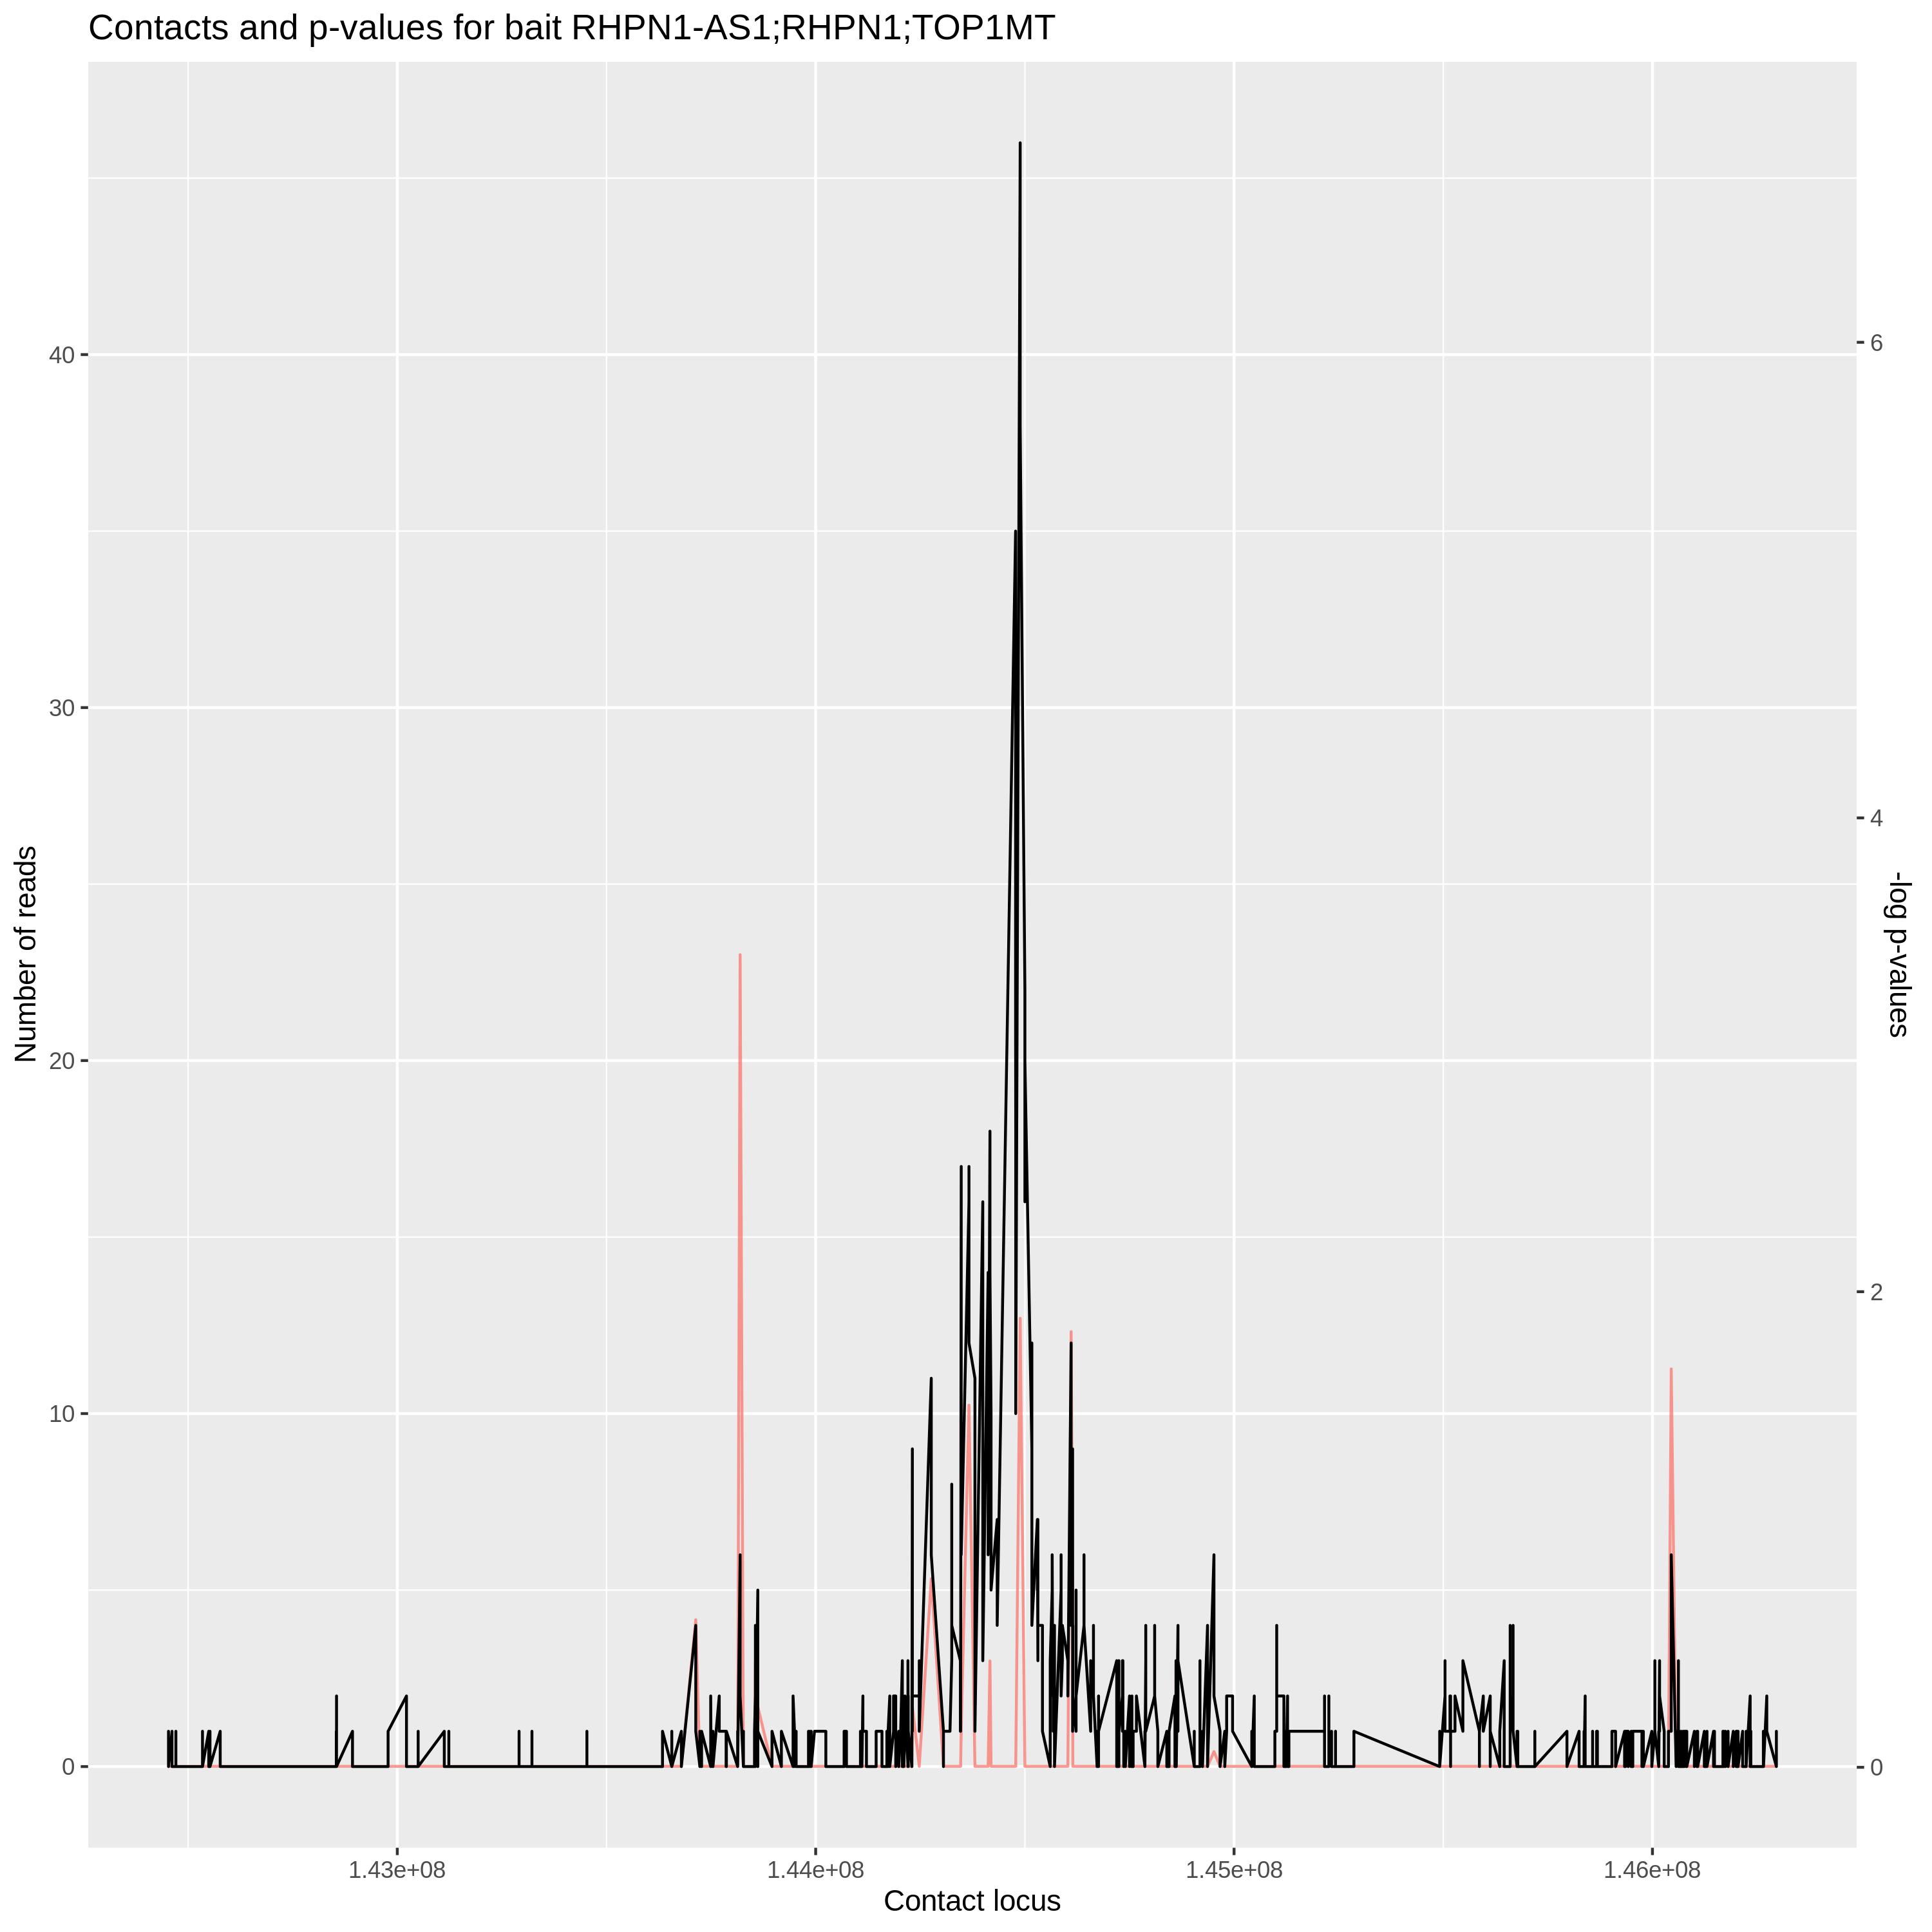 Contacts and p-values for bait RHPN1-AS1;RHPN1;TOP1MT
Number of reads
40
30
20
10
0
6
4
2
0
-log p-values
1.43e+08
1.44e+08
1.45e+08
1.46e+08
Contact locus